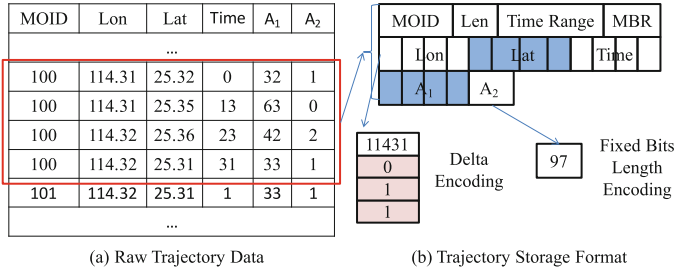 MOID Lon Lat Time A₁ A₂
...
100 114.31 25.32 0 32 1
100 114.31 25.35 13 63 0
100 114.32 25.36 23 42 2
100 114.32 25.31 31 33 1
101 114.32 25.31 1 33 1
...
(a) Raw Trajectory Data
MOID Len Time Range MBR
Lon Lat Time
A₁ A₂
11431
0
1
1
Delta
Encoding
97
Fixed Bits
Length
Encoding
(b) Trajectory Storage Format